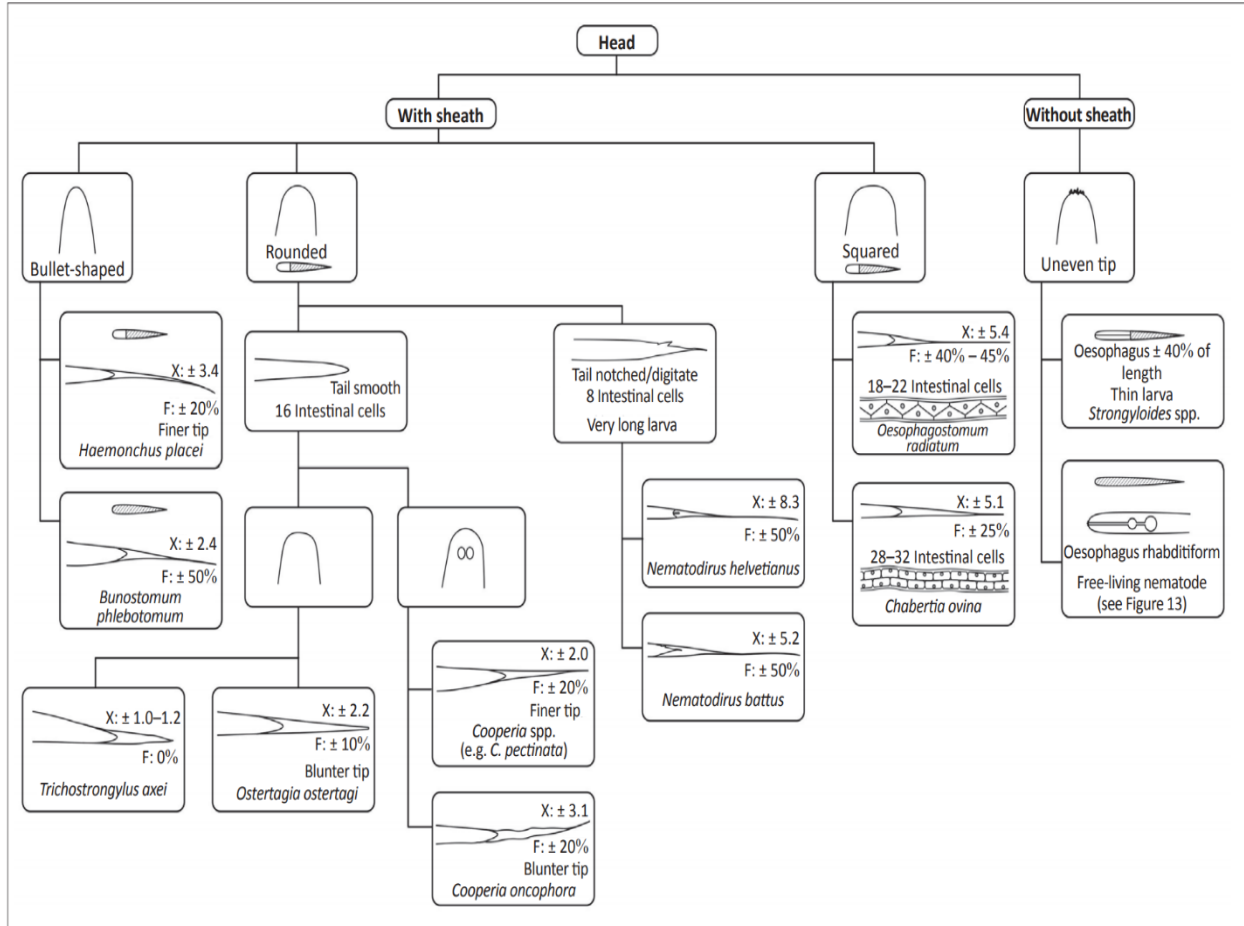 Head
With sheath
Without sheath
Bullet-shaped
Rounded
Squared
Uneven tip
X: ± 3.4
F: ± 20%
Finer tip
Haemonchus placei
X: ± 2.4
F: ± 50%
Bunostomum
phlebotomum
Tail smooth
16 Intestinal cells
Tail notched/digitate
8 Intestinal cells
Very long larva
X: ± 1.0–1.2
F: 0%
Trichostrongylus axei
X: ± 2.2
F: ± 10%
Blunter tip
Ostertagia ostertagi
X: ± 2.0
F: ± 20%
Finer tip
Cooperia spp.
(e.g. C. pectinata)
X: ± 3.1
F: ± 20%
Blunter tip
Cooperia oncophora
X: ± 8.3
F: ± 50%
Nematodirus helvetianus
X: ± 5.2
F: ± 50%
Nematodirus battus
X: ± 5.4
F: ± 40% – 45%
18–22 Intestinal cells
Oesophagostomum
radiatum
X: ± 5.1
F: ± 25%
28–32 Intestinal cells
Chabertia ovina
Oesophagus ± 40% of
length
Thin larva
Strongyloides spp.
Oesophagus rhabditiform
Free-living nematode
(see Figure 13)